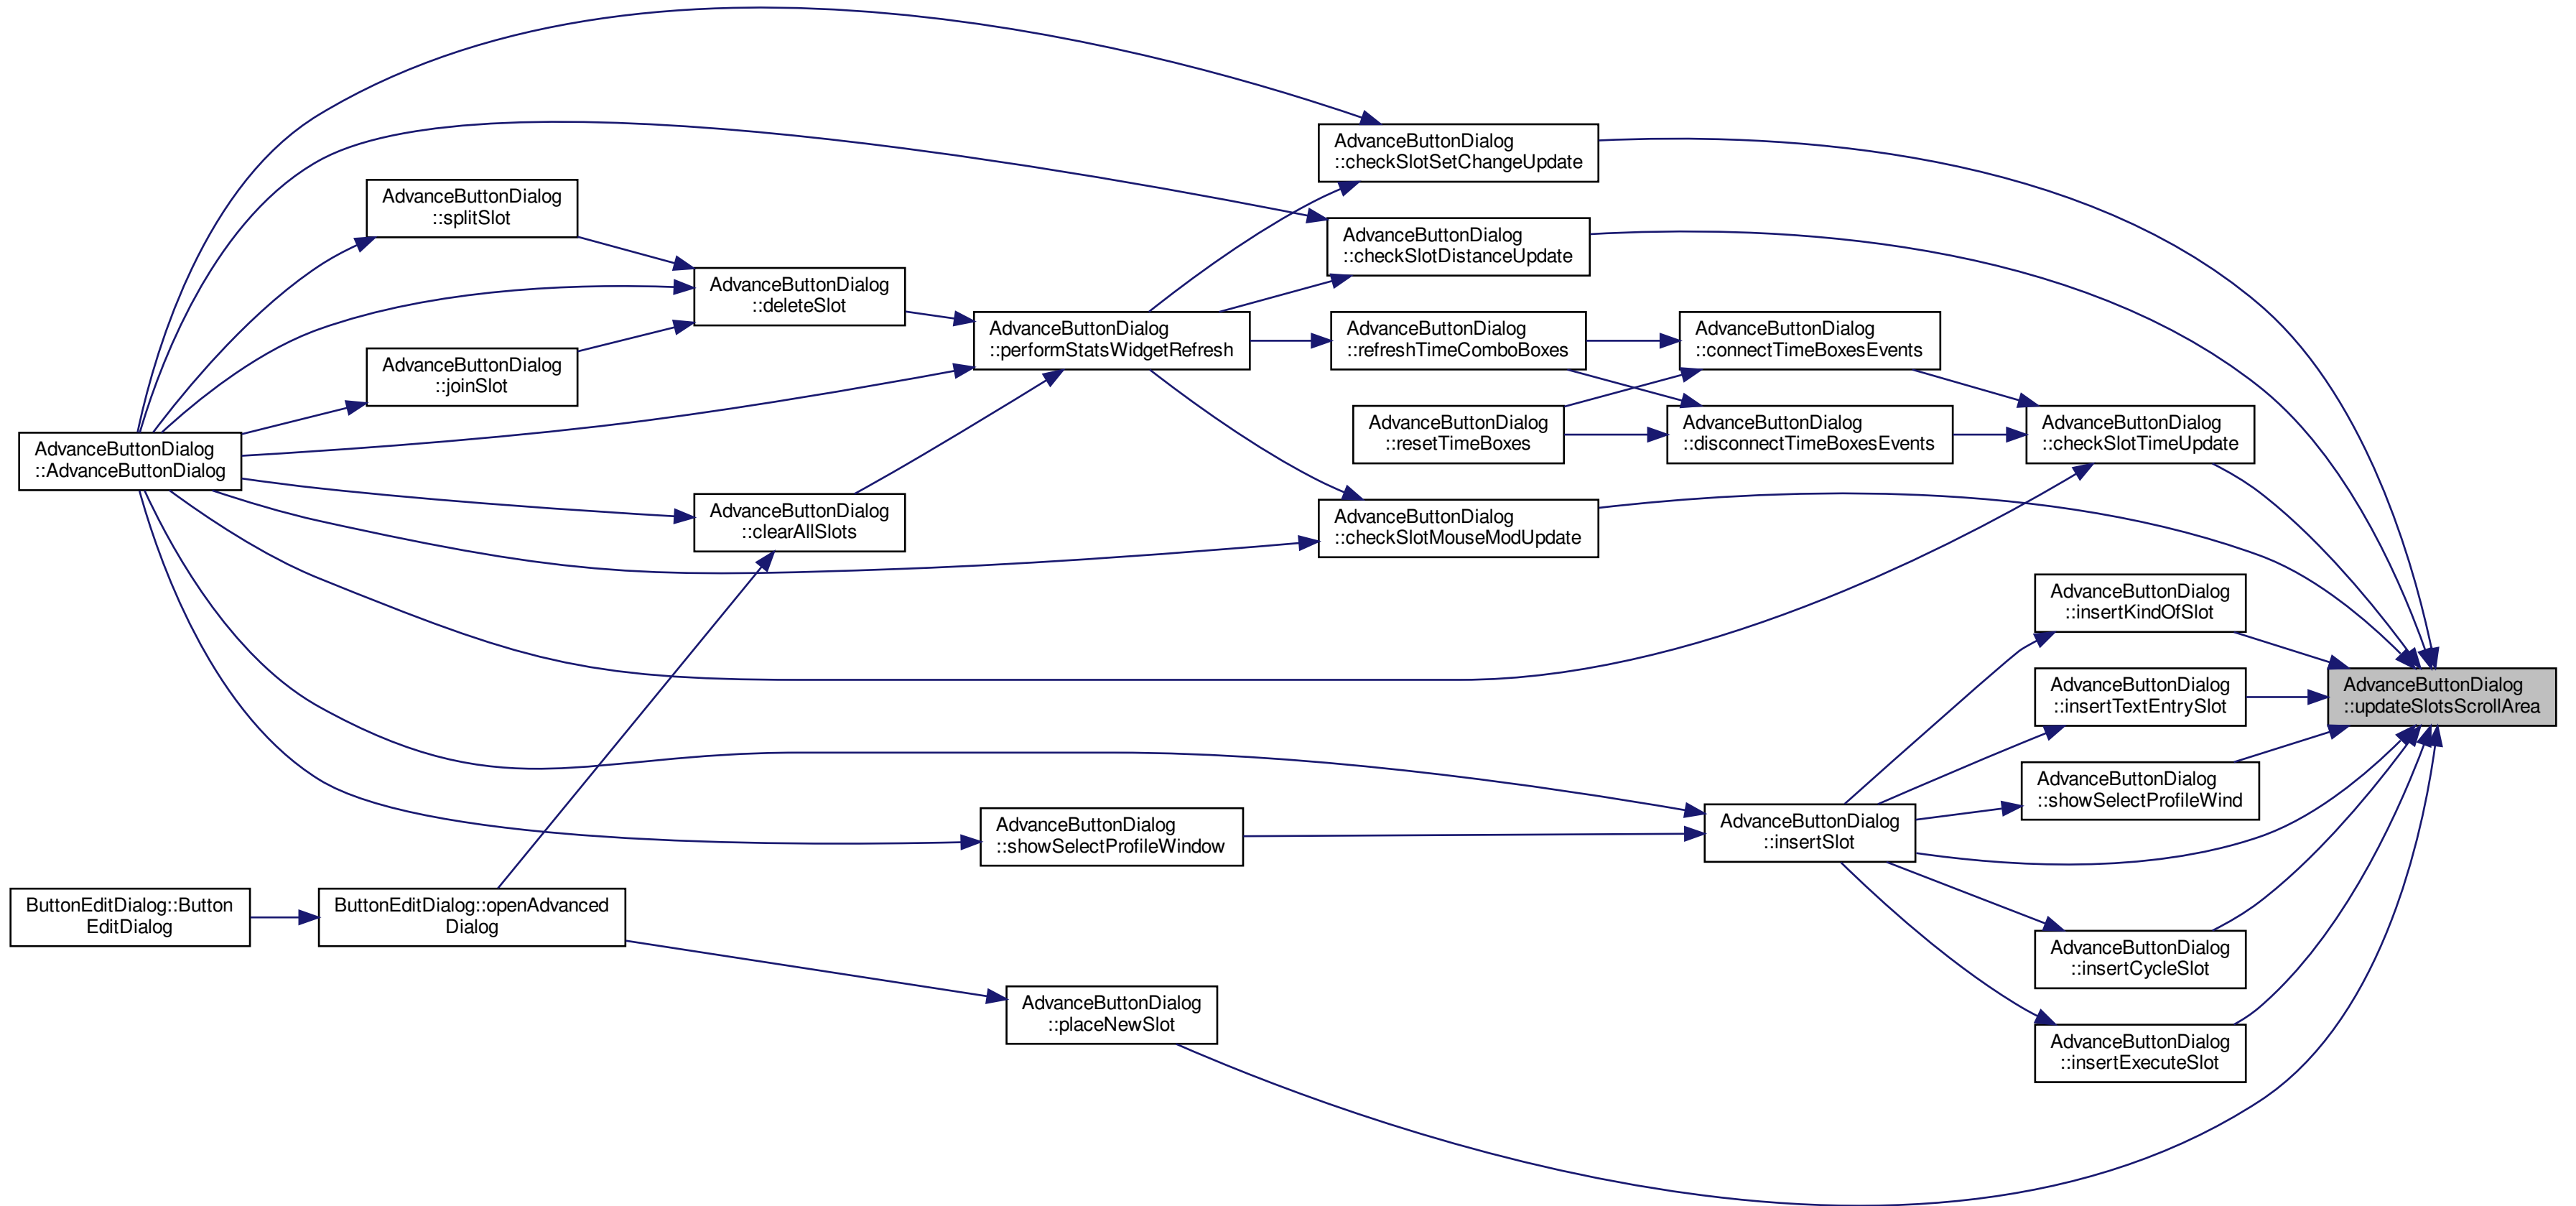 AdvanceButtonDialog
::checkSlotSetChangeUpdate
AdvanceButtonDialog
::splitSlot
AdvanceButtonDialog
::checkSlotDistanceUpdate
AdvanceButtonDialog
::deleteSlot
AdvanceButtonDialog
::performStatsWidgetRefresh
AdvanceButtonDialog
::refreshTimeComboBoxes
AdvanceButtonDialog
::connectTimeBoxesEvents
AdvanceButtonDialog
::joinSlot
AdvanceButtonDialog
::resetTimeBoxes
AdvanceButtonDialog
::disconnectTimeBoxesEvents
AdvanceButtonDialog
::checkSlotTimeUpdate
AdvanceButtonDialog
::AdvanceButtonDialog
AdvanceButtonDialog
::clearAllSlots
AdvanceButtonDialog
::checkSlotMouseModUpdate
AdvanceButtonDialog
::insertKindOfSlot
AdvanceButtonDialog
::insertTextEntrySlot
AdvanceButtonDialog
::updateSlotsScrollArea
AdvanceButtonDialog
::showSelectProfileWind
AdvanceButtonDialog
::showSelectProfileWindow
AdvanceButtonDialog
::insertSlot
ButtonEditDialog::Button
EditDialog
ButtonEditDialog::openAdvanced
Dialog
AdvanceButtonDialog
::insertCycleSlot
AdvanceButtonDialog
::placeNewSlot
AdvanceButtonDialog
::insertExecuteSlot